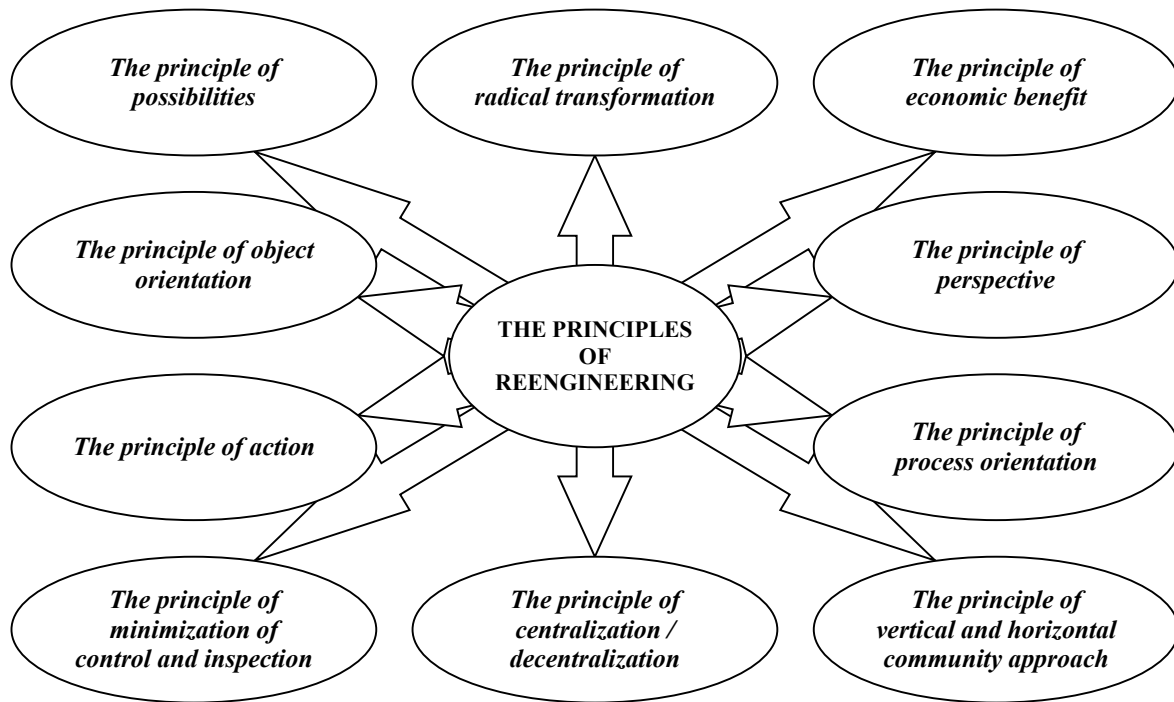 The principle of
possibilities
The principle of
radical transformation
The principle of
economic benefit
The principle of object
orientation
The principle of
perspective
THE PRINCIPLES
OF
REENGINEERING
The principle of action
The principle of
process orientation
The principle of
minimization of
control and inspection
The principle of
centralization /
decentralization
The principle of
vertical and horizontal
community approach